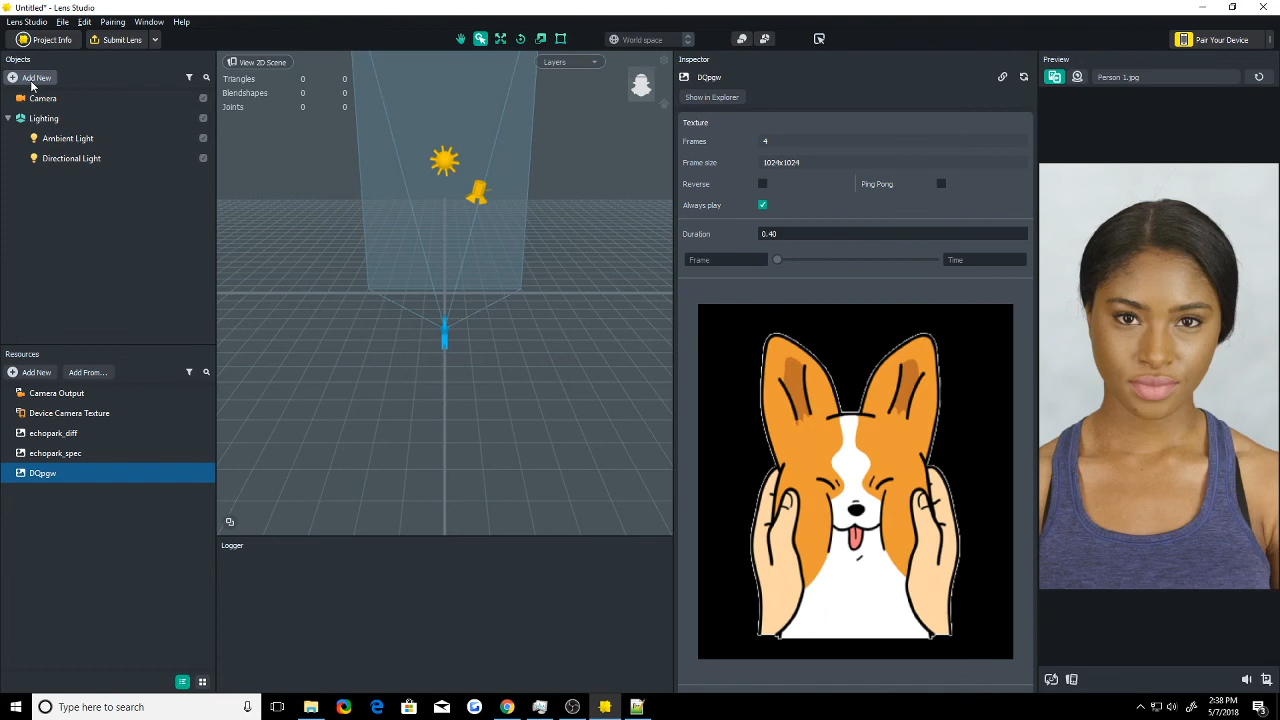 Untitled* - Lens Studio
Lens Studio File Edit Pairing Window Help
Project Info Submit Lens World space Pair Your Device
Objects
Add New
Camera
Lighting
Ambient Light
Directional Light
Resources
Add New Add From...
Camera Output
Device Camera Texture
echopark_diff
echopark_spec
DQpgw
View 2D Scene Layers
Triangles 0 0
Blendshapes 0 0
Joints 0 0
Logger
Inspector
DQpgw
Show in Explorer
Texture
Frames 4
Frame size 1024x1024
Reverse Ping Pong
Always play
Duration 0.40
Frame Time
Preview
Person 1.jpg
Type here to search
2:38 PM
5/7/2018